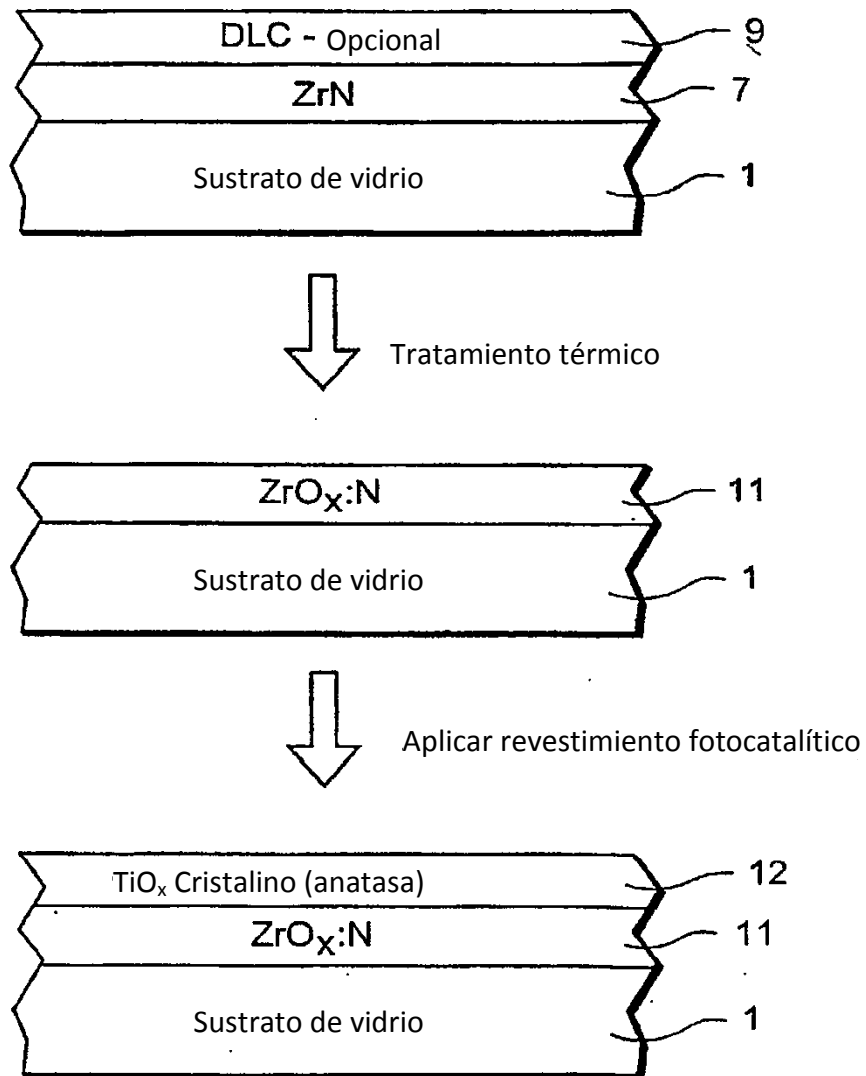 DLC - Opcional 9
ZrN 7
Sustrato de vidrio 1
Tratamiento térmico
ZrOx:N 11
Sustrato de vidrio 1
Aplicar revestimiento fotocatalítico
TiOx Cristalino (anatasa) 12
ZrOx:N 11
Sustrato de vidrio 1